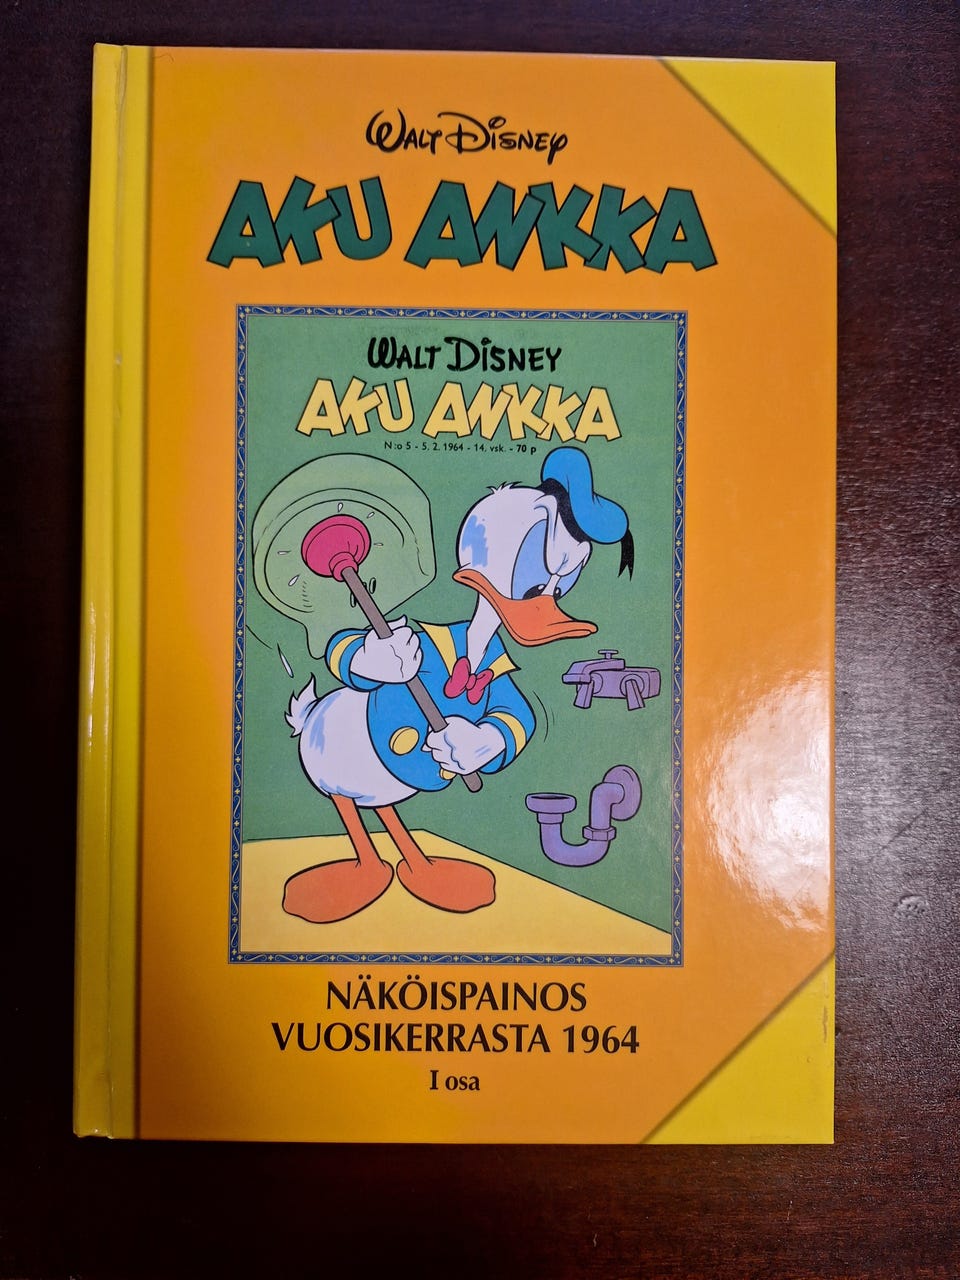 WALT DISNEY
AKU ANKKA
WALT DISNEY
AKU ANKKA
N:o 5 - 5. 2. 1964 - 14. vsk. - 70 p
NÄKÖISPAINOS
VUOSIKERRASTA 1964
I osa